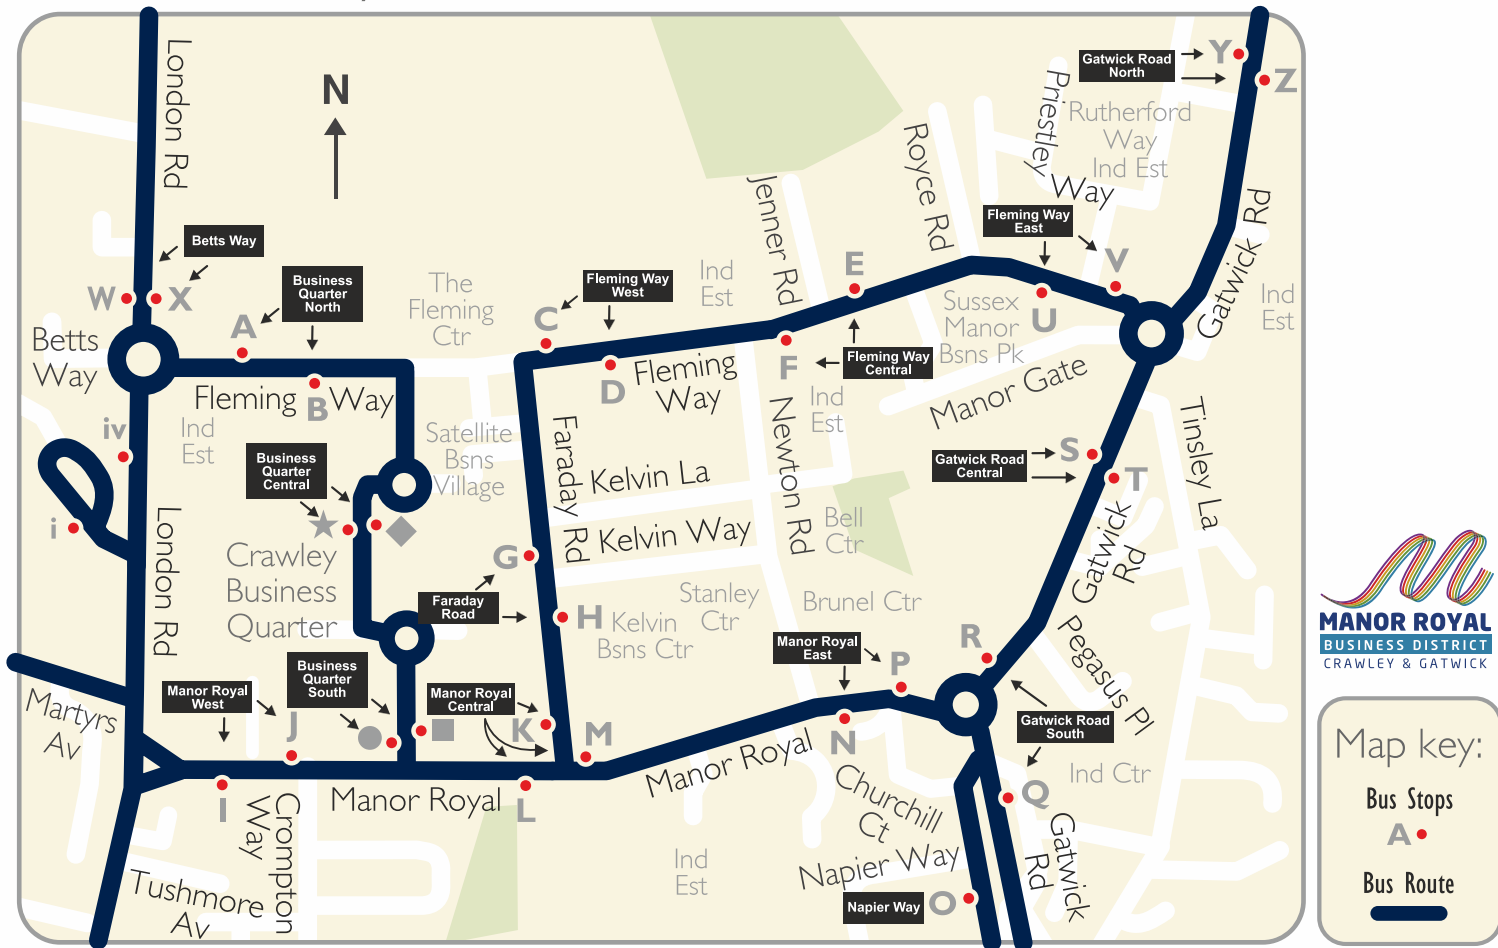 London Rd
N
Betts Way
W
X
Betts
Way
A
Business
Quarter
North
Fleming
B
Way
The
Fleming
Ctr
C
Fleming Way
West
D
Fleming
Way
Ind
Est
Jenner Rd
E
F
Fleming Way
Central
Royce Rd
Fleming Way
East
Priestley
Way
Gatwick Road
North
Y
Z
Rutherford
Way
Ind Est
V
U
Sussex
Manor
Bsns Pk
Manor Gate
Gatwick Rd
Ind
Est
iv
i
Ind
Est
Business
Quarter
Central
Satellite
Bsns
Village
Faraday Rd
Kelvin La
Kelvin Way
Newton Rd
Ind
Est
Bell
Ctr
Gatwick Road
Central
S
T
Tinsley La
Gatwick
Rd
London Rd
Crawley
Business
Quarter
G
Faraday
Road
H
Kelvin
Bsns Ctr
Stanley
Ctr
Brunel Ctr
Manor Royal
East
P
R
Pegasus Pl
Gatwick Road
South
Martyrs
Av
Manor Royal
West
J
I
Business
Quarter
South
Manor Royal
Central
K
L
M
Manor Royal
Manor Royal
N
Churchill
Ct
Q
Ind Ctr
Gatwick
Rd
Napier Way
Napier Way
O
Ind
Est
Crompton
Way
Tushmore
Av
MANOR ROYAL
BUSINESS DISTRICT
CRAWLEY & GATWICK
Map key:
Bus Stops
A
Bus Route